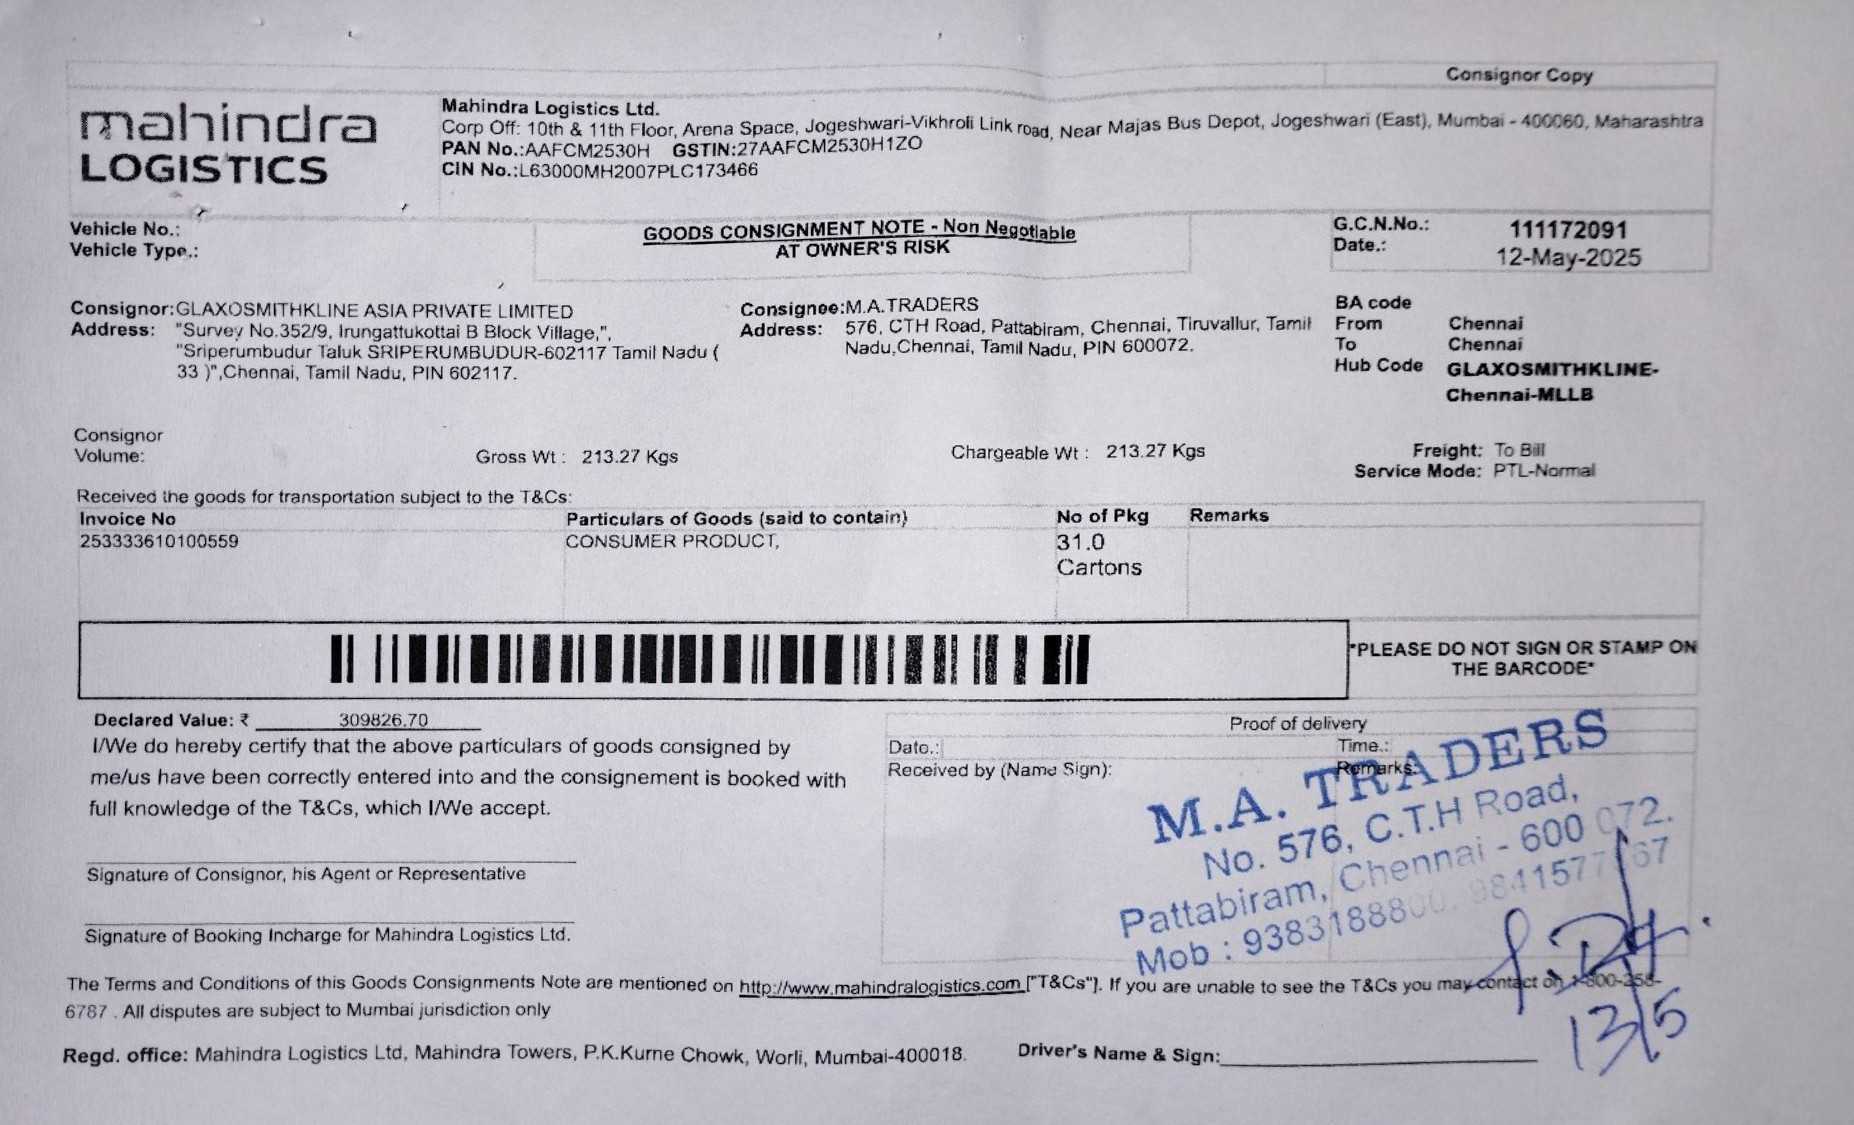 Consignor Copy
mahindra
LOGISTICS
Mahindra Logistics Ltd.
Corp Off: 10th & 11th Floor, Arena Space, Jogeshwari-Vikhroli Link road, Near Majas Bus Depot, Jogeshwari (East), Mumbai - 400060, Maharashtra
PAN No.:AAFCM2530H GSTIN:27AAFCM2530H1ZO
CIN No.:L63000MH2007PLC173466
Vehicle No.:
Vehicle Type.:
GOODS CONSIGNMENT NOTE - Non Negotiable
AT OWNER'S RISK
G.C.N.No.: 111172091
Date.: 12-May-2025
Consignor:GLAXOSMITHKLINE ASIA PRIVATE LIMITED
Address: "Survey No.352/9, Irungattukottai B Block Village,",
"Sriperumbudur Taluk SRIPERUMBUDUR-602117 Tamil Nadu (
33 )",Chennai, Tamil Nadu, PIN 602117.
Consignee:M.A.TRADERS
Address: 576, CTH Road, Pattabiram, Chennai, Tiruvallur, Tamil
Nadu,Chennai, Tamil Nadu, PIN 600072.
BA code
From Chennai
To Chennai
Hub Code GLAXOSMITHKLINE-
Chennai-MLLB
Consignor
Volume:
Gross Wt : 213.27 Kgs
Chargeable Wt : 213.27 Kgs
Freight: To Bill
Service Mode: PTL-Normal
Received the goods for transportation subject to the T&Cs:
Invoice No Particulars of Goods (said to contain) No of Pkg Remarks
253333610100559 CONSUMER PRODUCT, 31.0
Cartons
*PLEASE DO NOT SIGN OR STAMP ON
THE BARCODE*
Declared Value: ₹ 309826.70
I/We do hereby certify that the above particulars of goods consigned by
me/us have been correctly entered into and the consignement is booked with
full knowledge of the T&Cs, which I/We accept.
Signature of Consignor, his Agent or Representative
Signature of Booking Incharge for Mahindra Logistics Ltd.
Proof of delivery
Date.: Time.:
Received by (Name Sign): Remarks:
M.A. TRADERS
No. 576, C.T.H Road,
Pattabiram, Chennai - 600 072.
Mob :
13/5
The Terms and Conditions of this Goods Consignments Note are mentioned on http://www.mahindralogistics.com ["T&Cs"]. If you are unable to see the T&Cs you may contact on 1-800-258-
6787 . All disputes are subject to Mumbai jurisdiction only
Regd. office: Mahindra Logistics Ltd, Mahindra Towers, P.K.Kurne Chowk, Worli, Mumbai-400018.
Driver's Name & Sign: